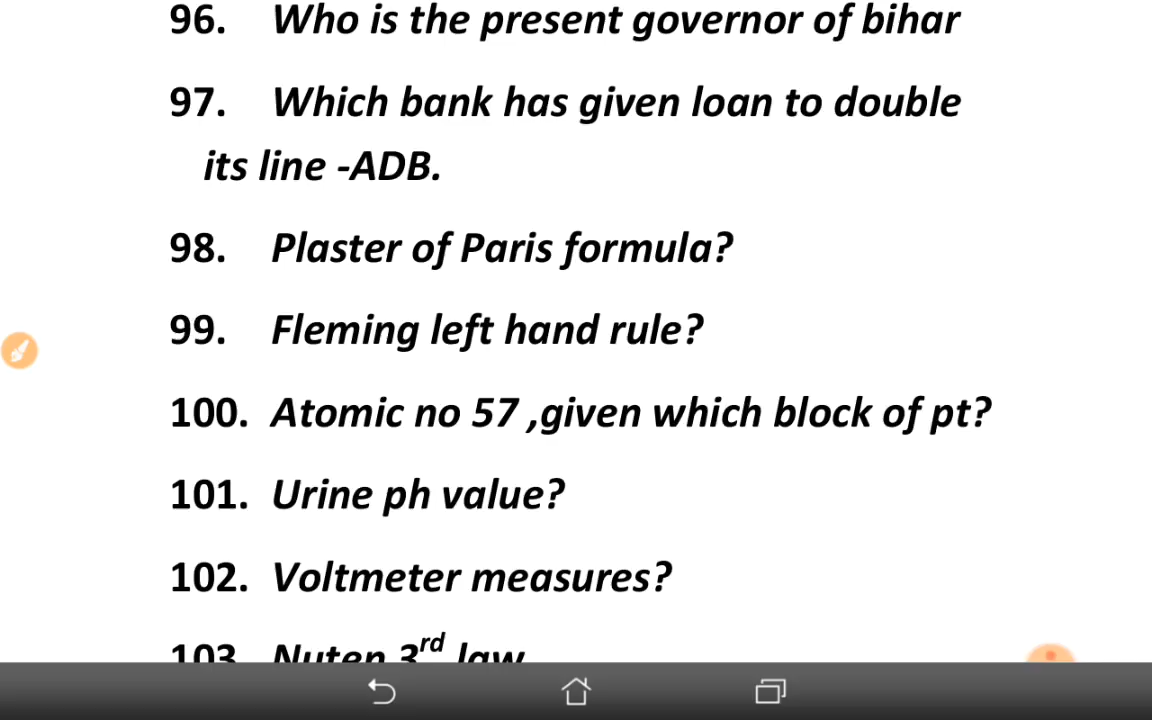 96. Who is the present governor of bihar
97. Which bank has given loan to double
its line -ADB.
98. Plaster of Paris formula?
99. Fleming left hand rule?
100. Atomic no 57 ,given which block of pt?
101. Urine ph value?
102. Voltmeter measures?
103. Nuten 3rd law